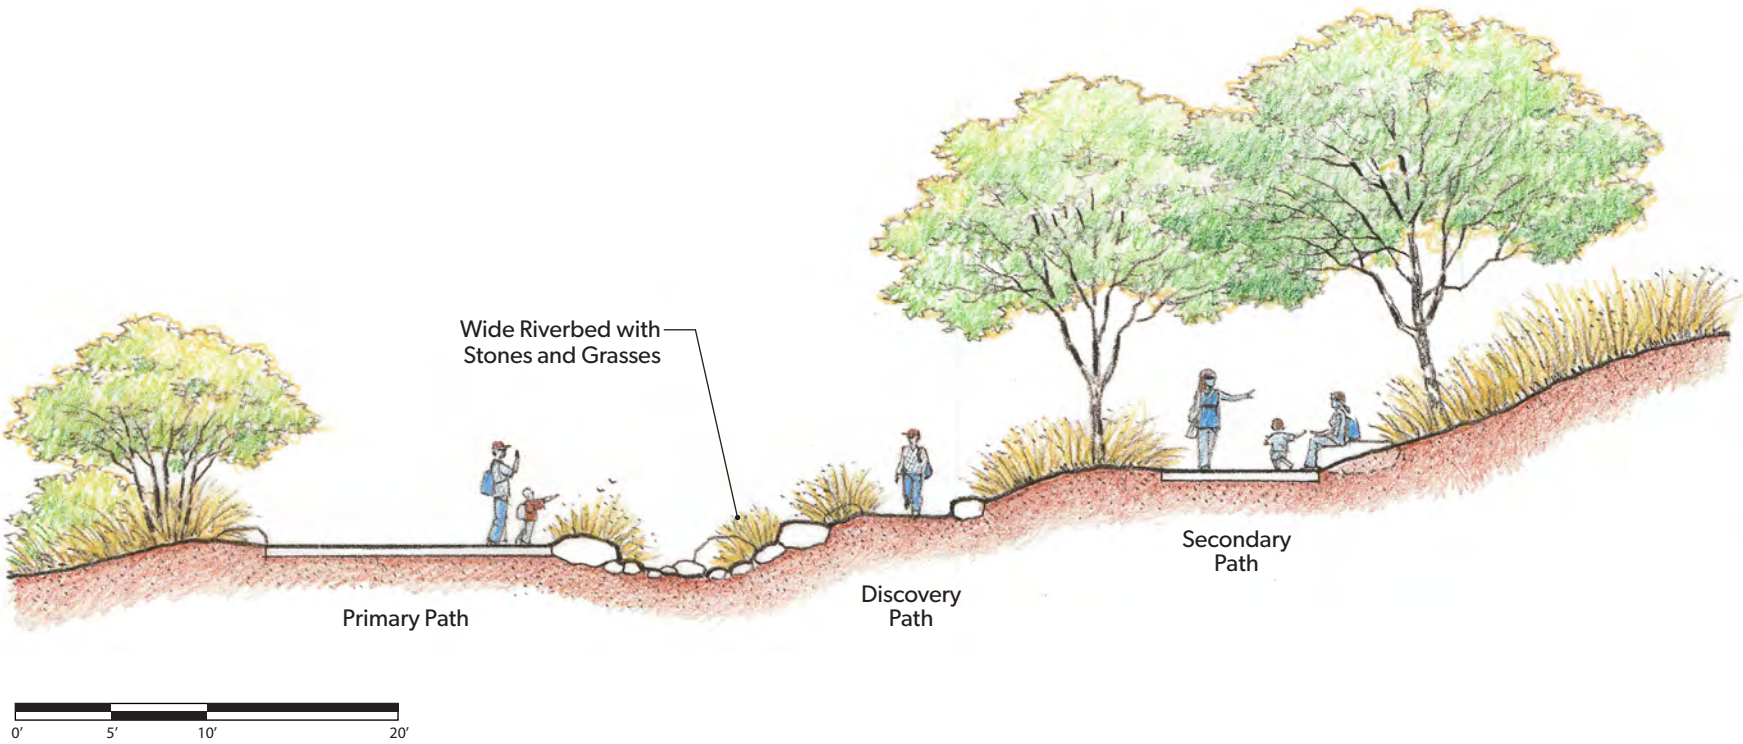 Wide Riverbed with
Stones and Grasses
Secondary
Path
Discovery
Path
Primary Path
0’ 5’ 10’ 20’